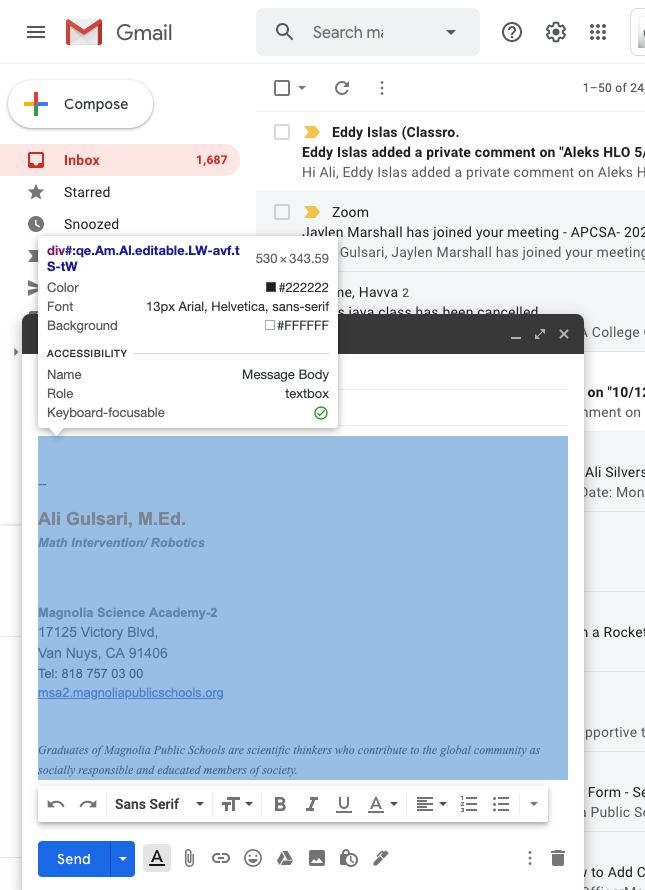 Gmail
Search ma
Compose
1–50 of 24,
Inbox 1,687
Starred
Snoozed
Eddy Islas (Classro.
Eddy Islas added a private comment on "Aleks HLO 5/
Hi Ali, Eddy Islas added a private comment on Aleks H
Zoom
Jaylen Marshall has joined your meeting - APCSA- 202
Gulsari, Jaylen Marshall has joined your meeting
me, Havva 2
java class has been cancelled
A College
on "10/12
mment on
Ali Silvers
Date: Mon
n a Rocket
pportive t
Form - Se
a Public Sc
to Add C
div#:qe.Am.Al.editable.LW-avf.t
S-tW
530 × 343.59
Color #222222
Font 13px Arial, Helvetica, sans-serif
Background #FFFFFF
ACCESSIBILITY
Name Message Body
Role textbox
Keyboard-focusable
--
Ali Gulsari, M.Ed.
Math Intervention/ Robotics
Magnolia Science Academy-2
17125 Victory Blvd,
Van Nuys, CA 91406
Tel: 818 757 03 00
msa2.magnoliapublicschools.org
Graduates of Magnolia Public Schools are scientific thinkers who contribute to the global community as
socially responsible and educated members of society.
Sans Serif
Send